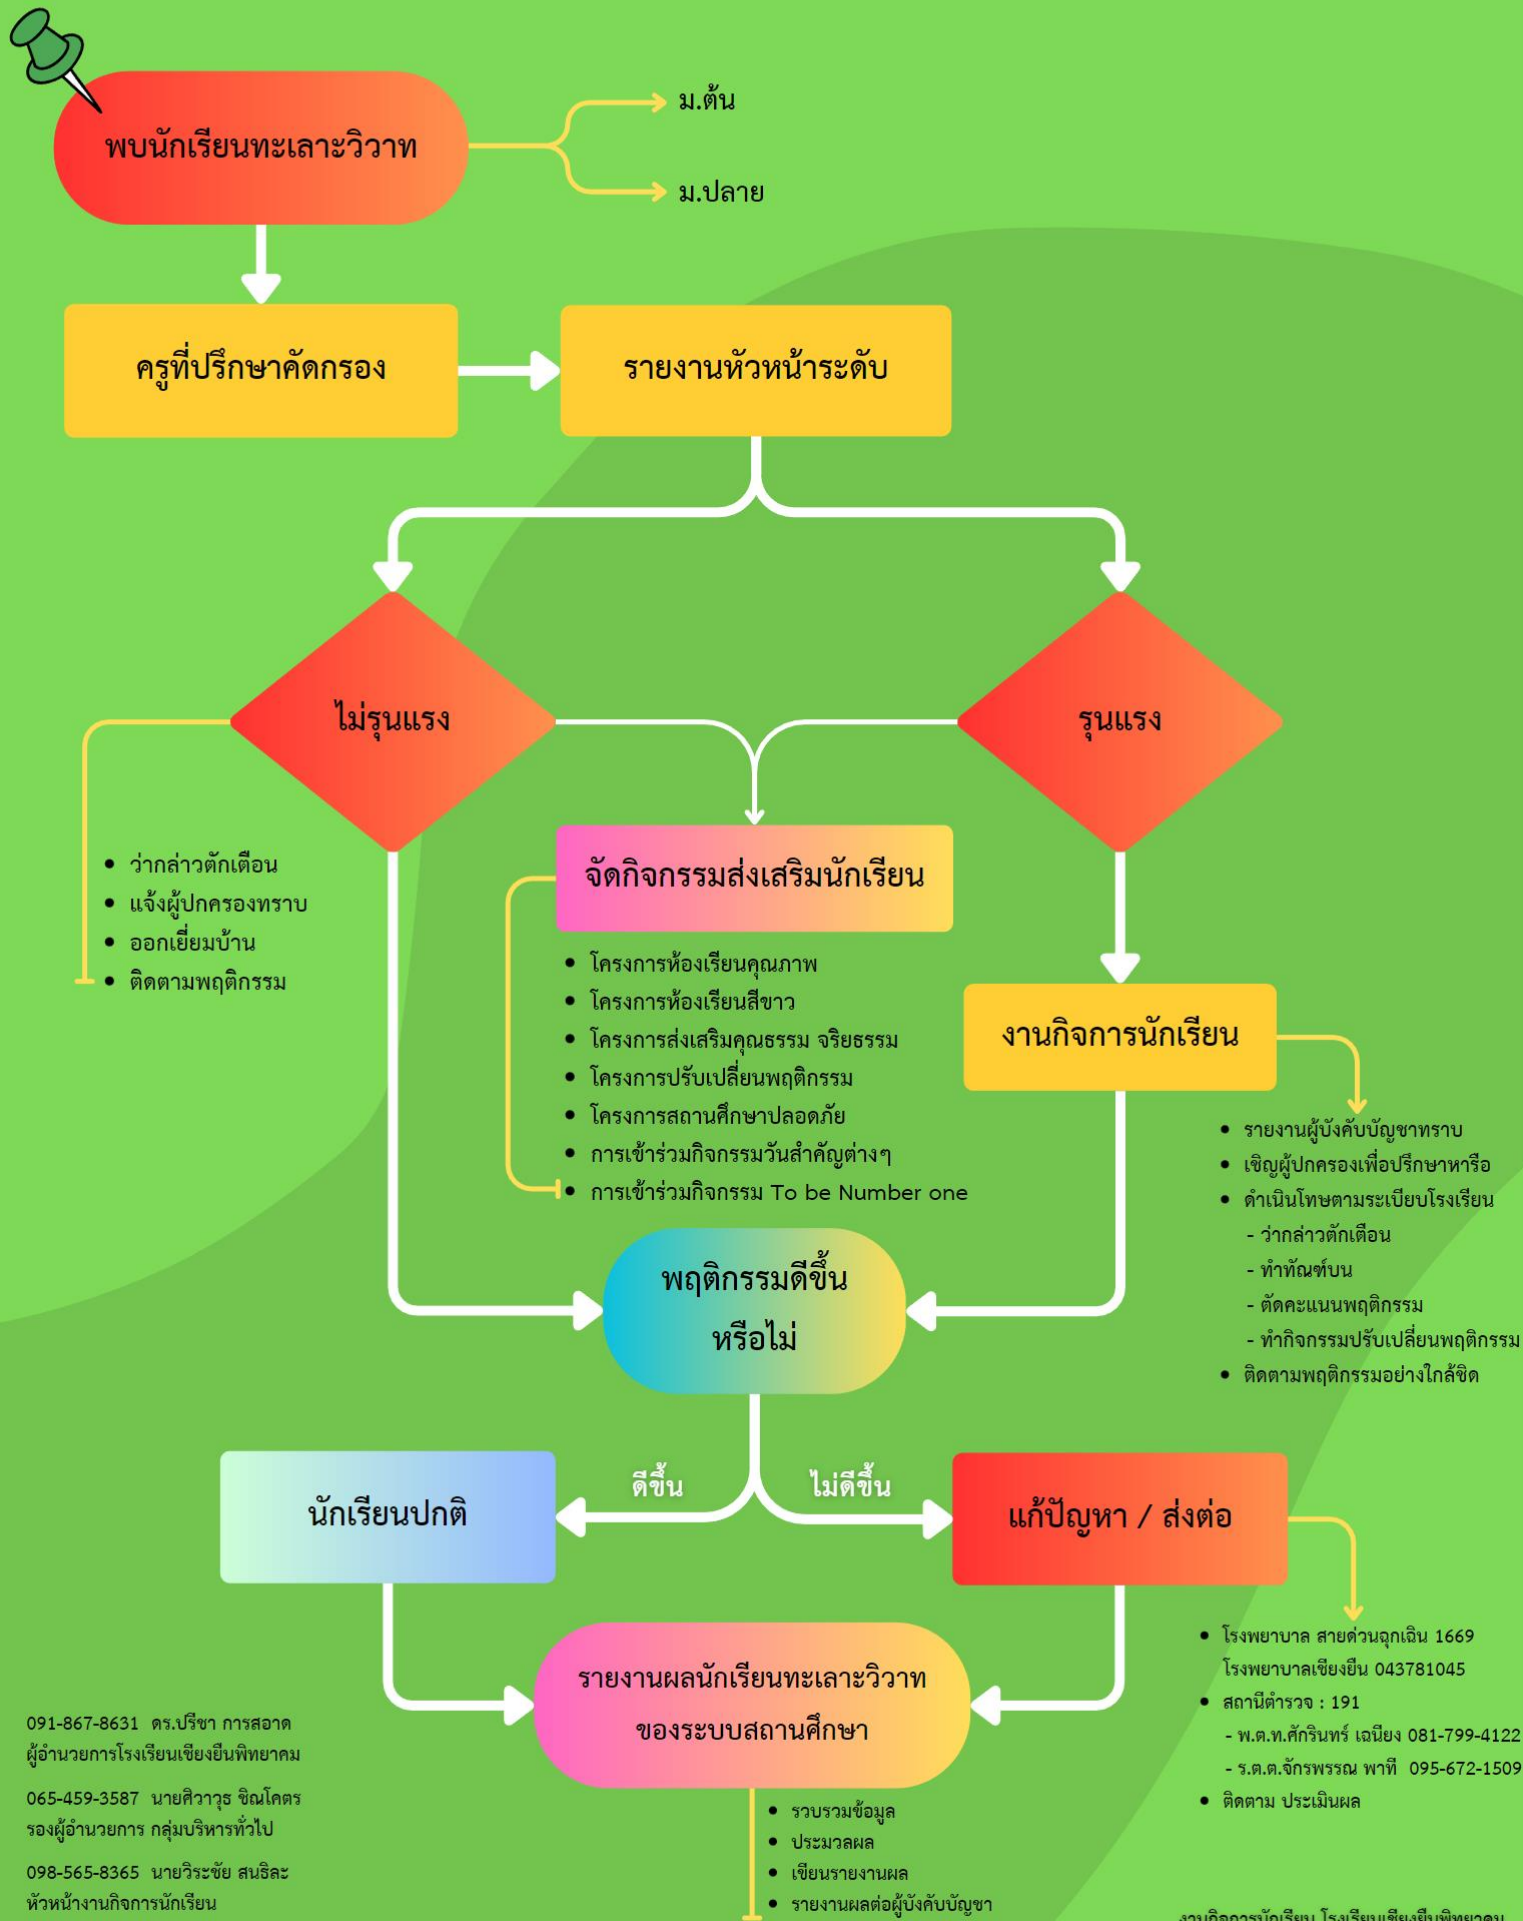 พบนักเรียนทะเลาะวิวาท
ม.ต้น
ม.ปลาย
ครูที่ปรึกษาคัดกรอง
รายงานหัวหน้าระดับ
ไม่รุนแรง
รุนแรง
• ว่ากล่าวตักเตือน
• แจ้งผู้ปกครองทราบ
• ออกเยี่ยมบ้าน
• ติดตามพฤติกรรม
จัดกิจกรรมส่งเสริมนักเรียน
• โครงการห้องเรียนคุณภาพ
• โครงการห้องเรียนสีขาว
• โครงการส่งเสริมคุณธรรม จริยธรรม
• โครงการปรับเปลี่ยนพฤติกรรม
• โครงการสถานศึกษาปลอดภัย
• การเข้าร่วมกิจกรรมวันสำคัญต่างๆ
• การเข้าร่วมกิจกรรม To be Number one
งานกิจการนักเรียน
• รายงานผู้บังคับบัญชาทราบ
• เชิญผู้ปกครองเพื่อปรึกษาหารือ
• ดำเนินโทษตามระเบียบโรงเรียน
- ว่ากล่าวตักเตือน
- ทำทัณฑ์บน
- ตัดคะแนนพฤติกรรม
- ทำกิจกรรมปรับเปลี่ยนพฤติกรรม
• ติดตามพฤติกรรมอย่างใกล้ชิด
พฤติกรรมดีขึ้น
หรือไม่
ดีขึ้น
ไม่ดีขึ้น
นักเรียนปกติ
แก้ปัญหา / ส่งต่อ
• โรงพยาบาล สายด่วนฉุกเฉิน 1669
โรงพยาบาลเชียงยืน 043781045
• สถานีตำรวจ : 191
- พ.ต.ท.ศักรินทร์ เฉนียง 081-799-4122
- ร.ต.ต.จักรพรรณ พาที 095-672-1509
• ติดตาม ประเมินผล
รายงานผลนักเรียนทะเลาะวิวาท
ของระบบสถานศึกษา
• รวบรวมข้อมูล
• ประมวลผล
• เขียนรายงานผล
• รายงานผลต่อผู้บังคับบัญชา
091-867-8631 ดร.ปรีชา การสอาด
ผู้อำนวยการโรงเรียนเชียงยืนพิทยาคม
065-459-3587 นายศิวาวุธ ชิณโคตร
รองผู้อำนวยการ กลุ่มบริหารทั่วไป
098-565-8365 นายวิระชัย สนธิละ
หัวหน้างานกิจการนักเรียน
งานกิจการนักเรียน โรงเรียนเชียงยืนพิทยาคม